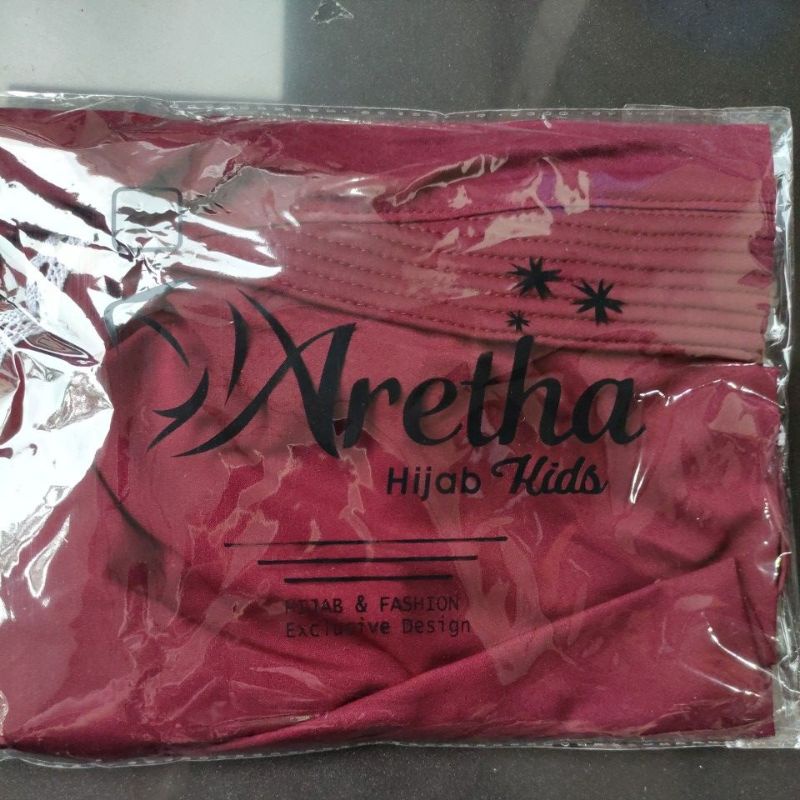 Aretha
Hijab Kids
HIJAB & FASHION
Exclusive Design